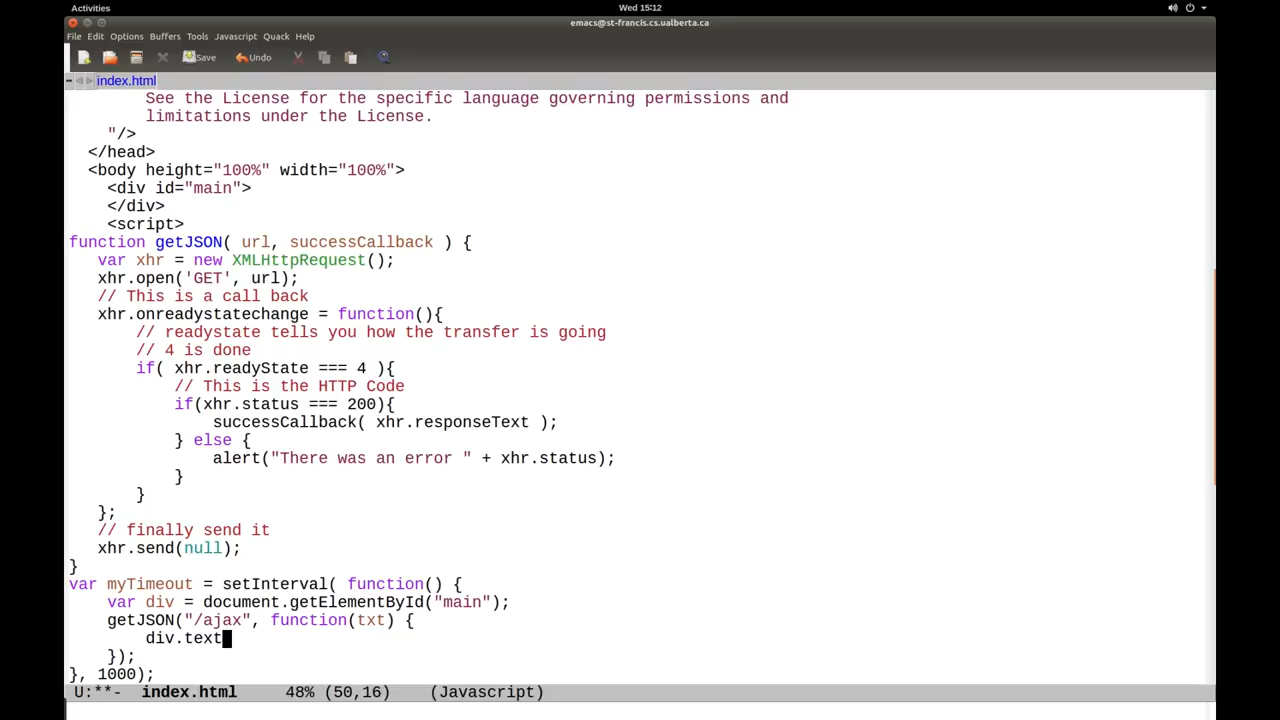 Activities
Wed 15:12
emacs@st-francis.cs.ualberta.ca
File Edit Options Buffers Tools Javascript Quack Help
Save Undo
index.html
See the License for the specific language governing permissions and
limitations under the License.
"/>
</head>
<body height="100%" width="100%">
<div id="main">
</div>
<script>
function getJSON( url, successCallback ) {
var xhr = new XMLHttpRequest();
xhr.open('GET', url);
// This is a call back
xhr.onreadystatechange = function(){
// readystate tells you how the transfer is going
// 4 is done
if( xhr.readyState === 4 ){
// This is the HTTP Code
if(xhr.status === 200){
successCallback( xhr.responseText );
} else {
alert("There was an error " + xhr.status);
}
}
};
// finally send it
xhr.send(null);
}
var myTimeout = setInterval( function() {
var div = document.getElementById("main");
getJSON("/ajax", function(txt) {
div.text
});
}, 1000);
U:**- index.html 48% (50,16) (Javascript)